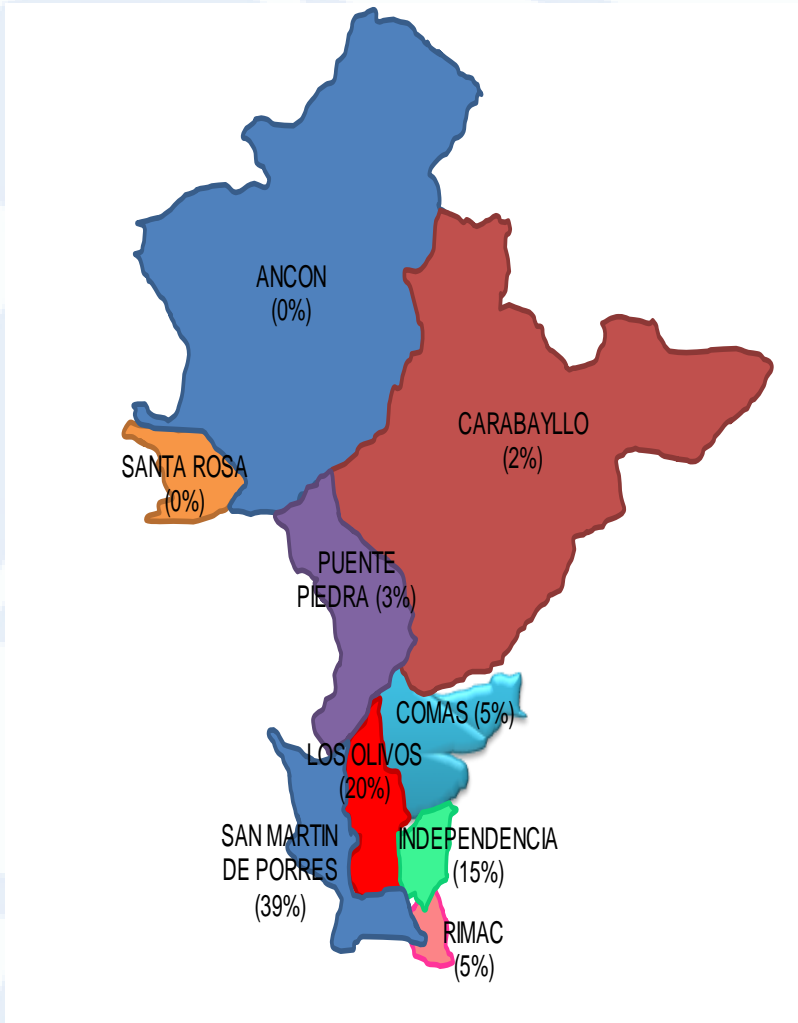 ANCON
(0%)
CARABAYLLO
(2%)
SANTA ROSA
(0%)
PUENTE
PIEDRA (3%)
COMAS (5%)
LOS OLIVOS
(20%)
SAN MARTIN
DE PORRES
(39%)
INDEPENDENCIA
(15%)
RIMAC
(5%)